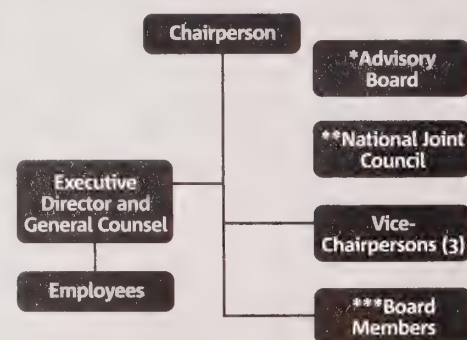 Chairperson
*Advisory
Board
**National Joint
Council
Executive
Director and
General Counsel
Vice-
Chairpersons (3)
Employees
***Board
Members